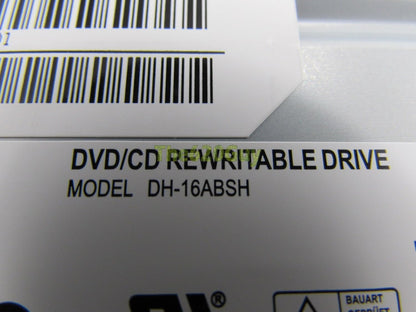 DVD/CD REWRITABLE DRIVE
MODEL DH-16ABSH
®
BAUART